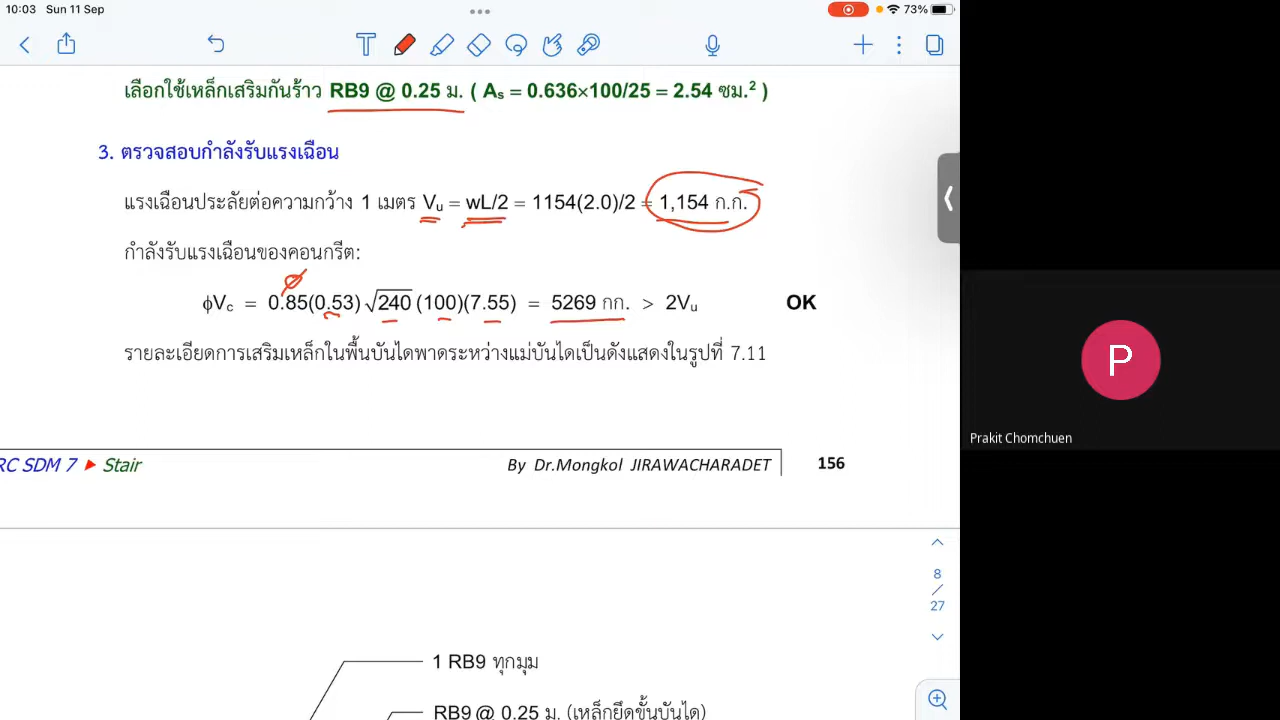 10:03 Sun 11 Sep 73%
เลือกใช้เหล็กเสริมกันร้าว RB9 @ 0.25 ม. ( As = 0.636×100/25 = 2.54 ซม.2 )
3. ตรวจสอบกำลังรับแรงเฉือน
แรงเฉือนประลัยต่อความกว้าง 1 เมตร Vu = wL/2 = 1154(2.0)/2 = 1,154 ก.ก.
กำลังรับแรงเฉือนของคอนกรีต:
ø
ϕVc = 0.85(0.53) √240 (100)(7.55) = 5269 กก. > 2Vu OK
รายละเอียดการเสริมเหล็กในพื้นบันไดพาดระหว่างแม่บันไดเป็นดังแสดงในรูปที่ 7.11
RC SDM 7 ▶ Stair By Dr.Mongkol JIRAWACHARADET 156
8
/
27
1 RB9 ทุกมุม
RB9 @ 0.25 ม. (เหล็กยึดขั้นบันได)
P
Prakit Chomchuen